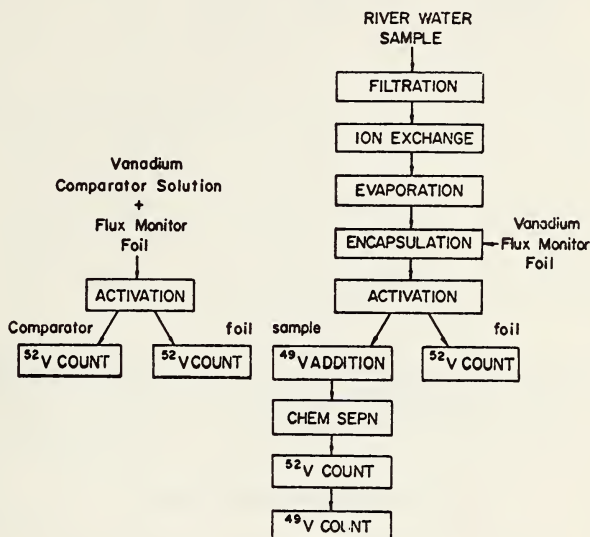 RIVER WATER
SAMPLE
FILTRATION
ION EXCHANGE
EVAPORATION
ENCAPSULATION
Vanadium
Flux Monitor
Foil
ACTIVATION
sample
foil
⁴⁹V ADDITION
⁵²V COUNT
CHEM SEPN
⁵²V COUNT
⁴⁹V COUNT
Vanadium
Comparator Solution
+
Flux Monitor
Foil
ACTIVATION
Comparator
foil
⁵²V COUNT
⁵²V COUNT